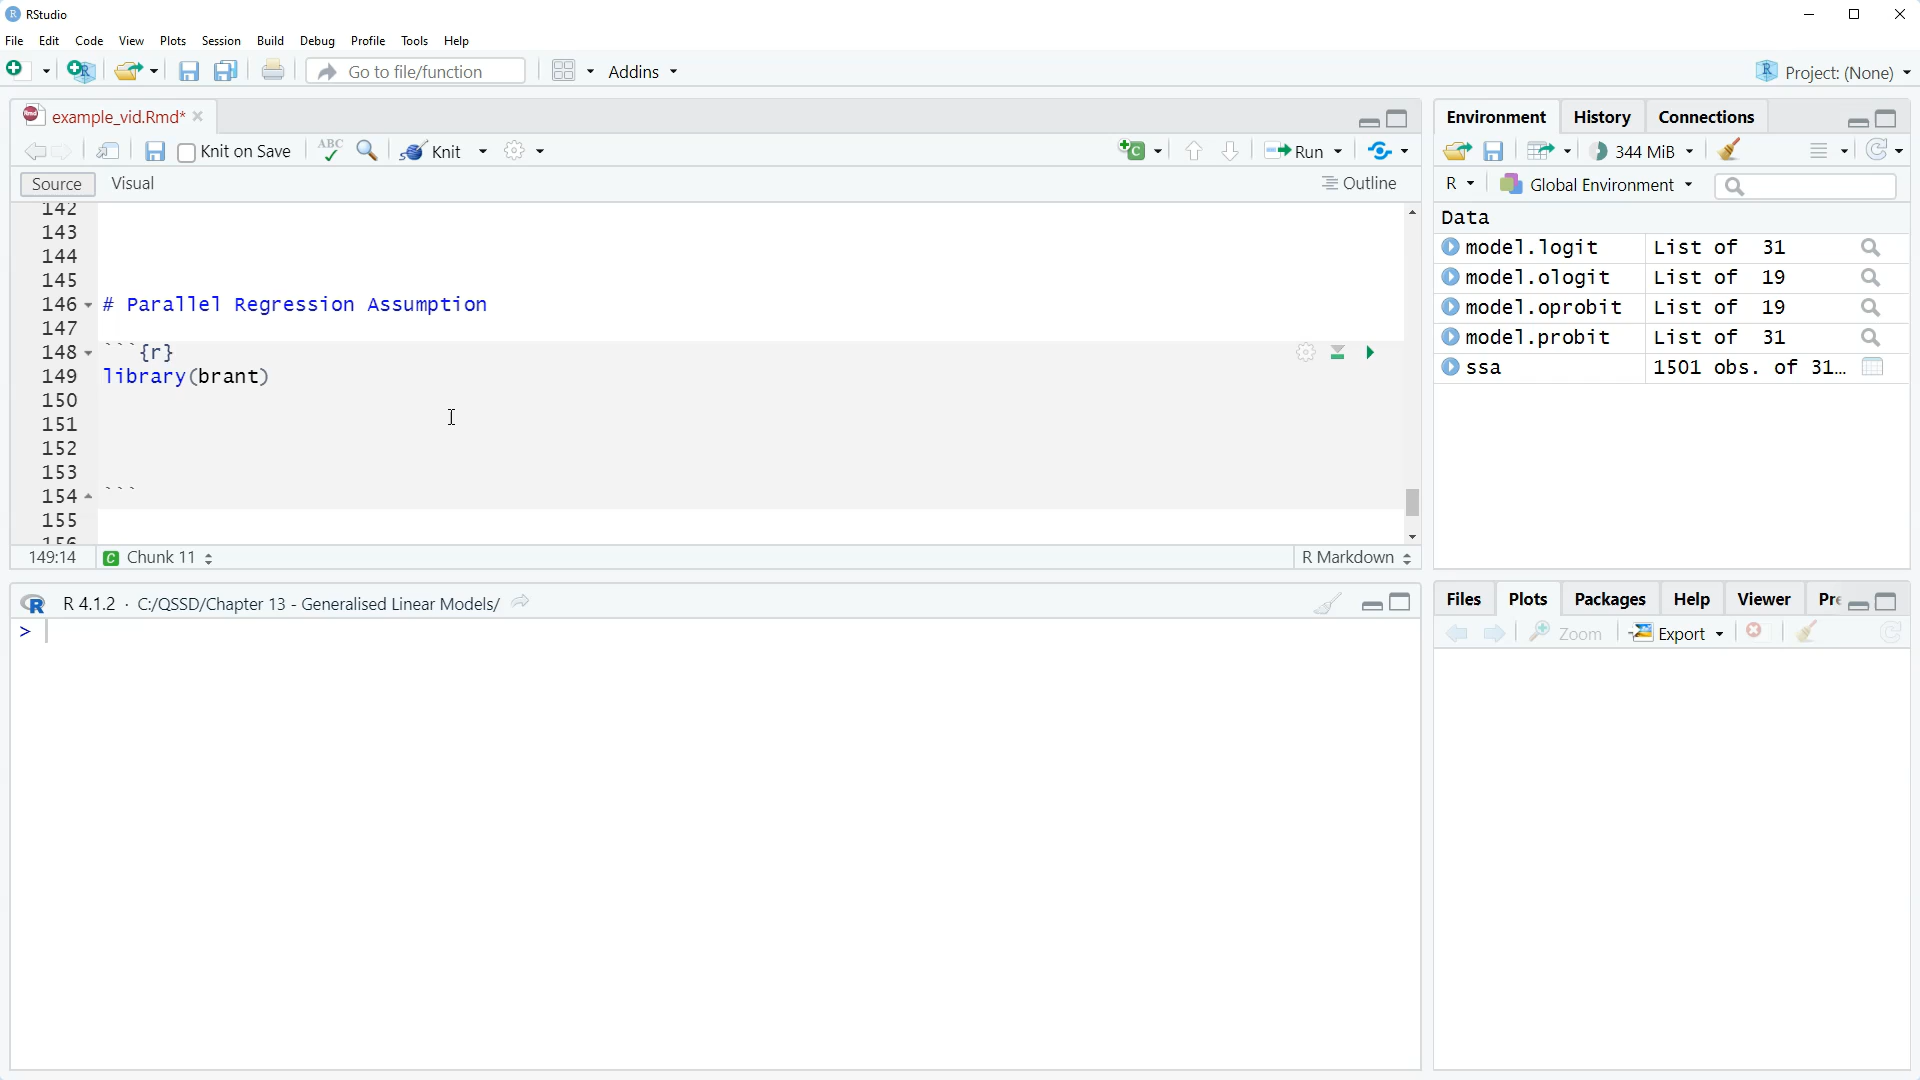 RStudio
File Edit Code View Plots Session Build Debug Profile Tools Help
Go to file/function Addins Project: (None)
example_vid.Rmd*
Knit on Save ABC Knit Run
Source Visual Outline
142
143
144
145
146 # Parallel Regression Assumption
147
148 ```{r}
149 library(brant)
150
151
152
153
154 ```
155
156
149:14 C Chunk 11 R Markdown
R 4.1.2 · C:/QSSD/Chapter 13 - Generalised Linear Models/
>
Environment History Connections
344 MiB
R Global Environment
Data
model.logit List of 31
model.ologit List of 19
model.oprobit List of 19
model.probit List of 31
ssa 1501 obs. of 31…
Files Plots Packages Help Viewer Pre
Zoom Export